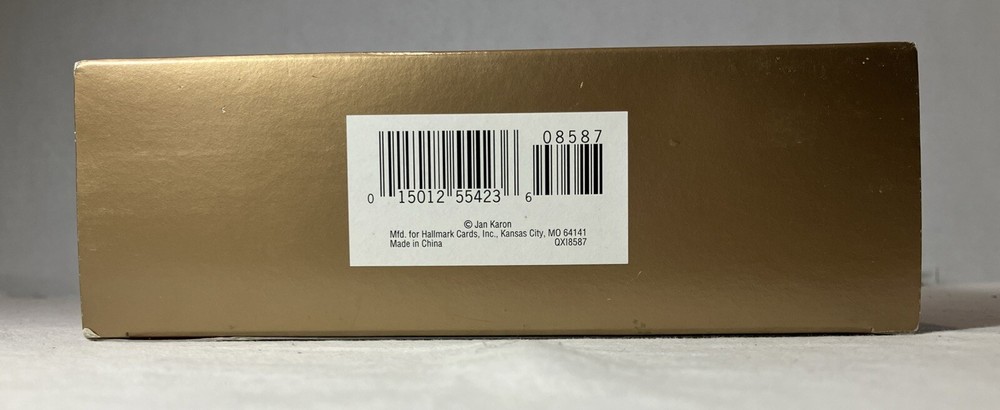 08587
0 15012 55423 6
© Jan Karon
Mfd. for Hallmark Cards, Inc., Kansas City, MO 64141
Made in China QXI8587